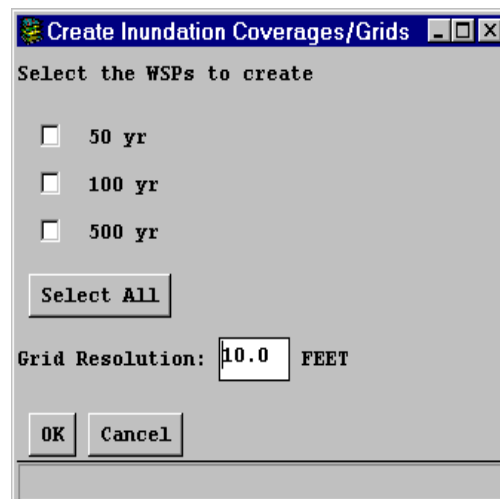 Create Inundation Coverages/Grids
Select the WSPs to create
50 yr
100 yr
500 yr
Select All
Grid Resolution: 10.0 FEET
OK Cancel